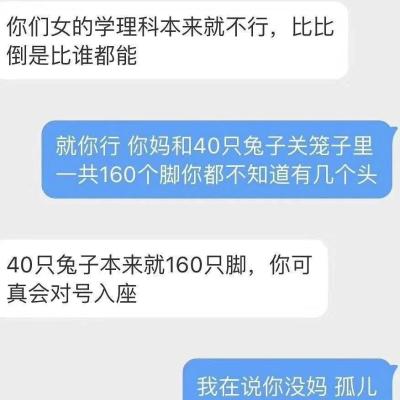 你们女的学理科本来就不行，比比
倒是比谁都能
就你行 你妈和40只兔子关笼子里
一共160个脚你都不知道有几个头
40只兔子本来就160只脚，你可
真会对号入座
我在说你没妈 孤儿